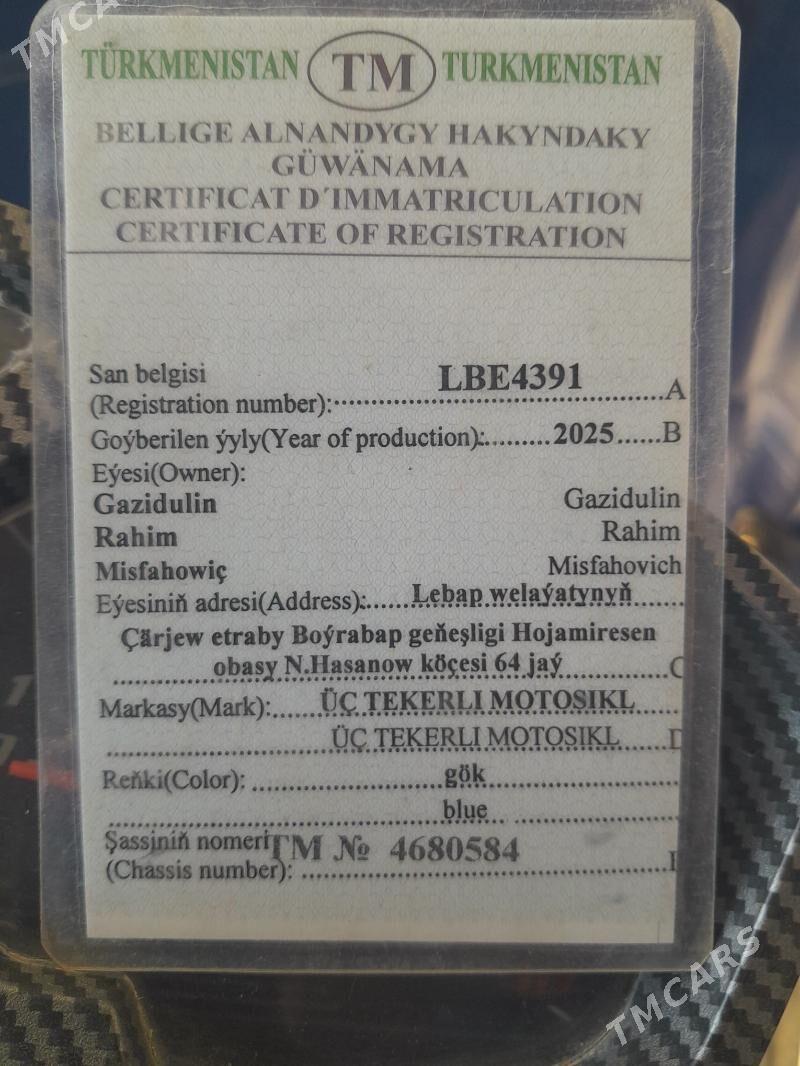 TMCARS
TÜRKMENISTAN TM TURKMENISTAN
BELLIGE ALNANDYGY HAKYNDAKY
GÜWÄNAMA
CERTIFICAT D´IMMATRICULATION
CERTIFICATE OF REGISTRATION
San belgisi
(Registration number):..........LBE4391..........A
Goýberilen ýyly(Year of production):..........2025......B
Eýesi(Owner):
Gazidulin Gazidulin
Rahim Rahim
Misfahowiç Misfahovich
Eýesiniň adresi(Address):......Lebap welaýatynyň......
Çärjew etraby Boýrabap geňeşligi Hojamiresen
obasy N.Hasanow köçesi 64 jaý..........C
Markasy(Mark):......ÜÇ TEKERLI MOTOSIKL......
ÜÇ TEKERLI MOTOSIKL......D
Reňki(Color):..........gök..........
blue
Şassiniň nomeri TM № 4680584
(Chassis number):..........
1
TMCARS